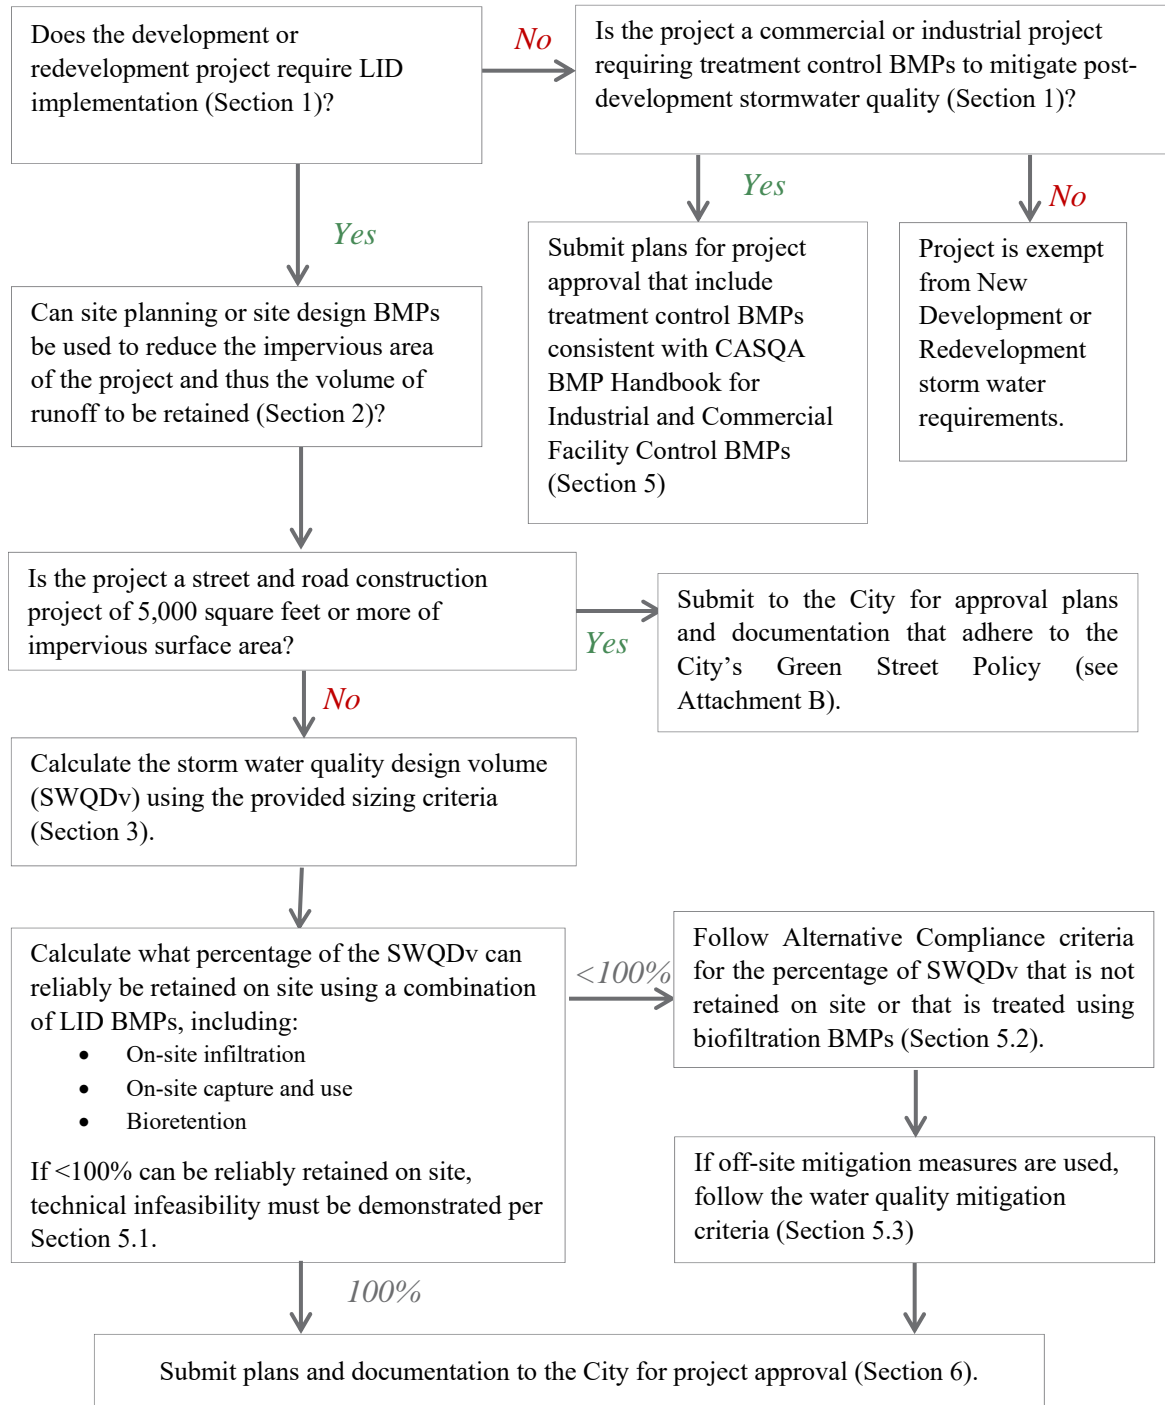 Does the development or
redevelopment project require LID
implementation (Section 1)?
No
Is the project a commercial or industrial project
requiring treatment control BMPs to mitigate post-
development stormwater quality (Section 1)?
Yes
Yes
No
Submit plans for project
approval that include
treatment control BMPs
consistent with CASQA
BMP Handbook for
Industrial and Commercial
Facility Control BMPs
(Section 5)
Project is exempt
from New
Development or
Redevelopment
storm water
requirements.
Can site planning or site design BMPs
be used to reduce the impervious area
of the project and thus the volume of
runoff to be retained (Section 2)?
Is the project a street and road construction
project of 5,000 square feet or more of
impervious surface area?
Yes
Submit to the City for approval plans
and documentation that adhere to the
City’s Green Street Policy (see
Attachment B).
No
Calculate the storm water quality design volume
(SWQDv) using the provided sizing criteria
(Section 3).
Calculate what percentage of the SWQDv can
reliably be retained on site using a combination
of LID BMPs, including:
• On-site infiltration
• On-site capture and use
• Bioretention
If <100% can be reliably retained on site,
technical infeasibility must be demonstrated per
Section 5.1.
<100%
Follow Alternative Compliance criteria
for the percentage of SWQDv that is not
retained on site or that is treated using
biofiltration BMPs (Section 5.2).
If off-site mitigation measures are used,
follow the water quality mitigation
criteria (Section 5.3)
100%
Submit plans and documentation to the City for project approval (Section 6).